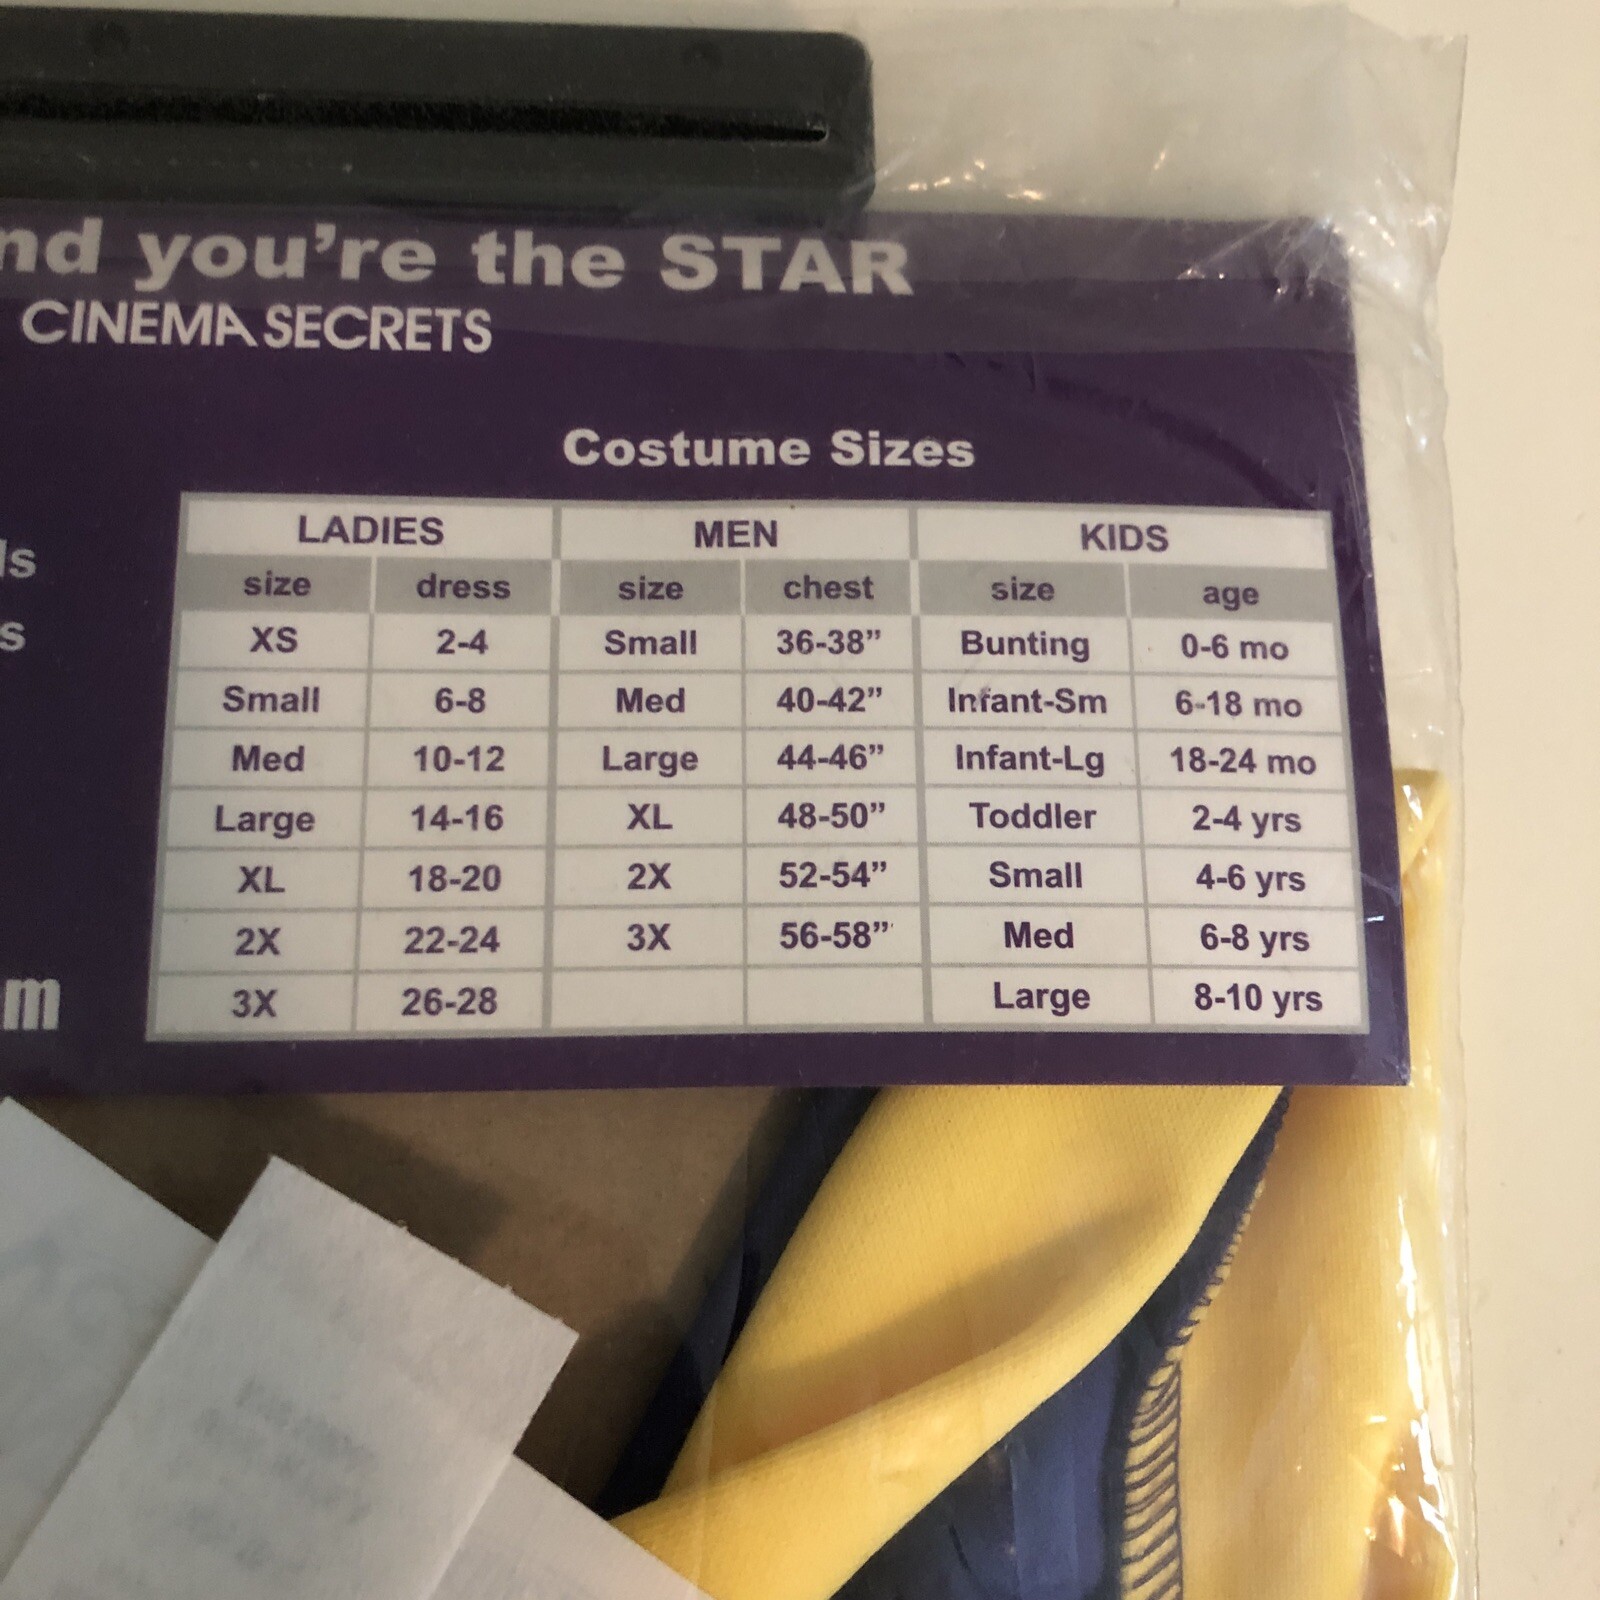 nd you're the STAR
CINEMA SECRETS
Costume Sizes
ls
s
m
LADIES MEN KIDS
size dress size chest size age
XS 2-4 Small 36-38” Bunting 0-6 mo
Small 6-8 Med 40-42” Infant-Sm 6-18 mo
Med 10-12 Large 44-46” Infant-Lg 18-24 mo
Large 14-16 XL 48-50” Toddler 2-4 yrs
XL 18-20 2X 52-54” Small 4-6 yrs
2X 22-24 3X 56-58” Med 6-8 yrs
3X 26-28 Large 8-10 yrs